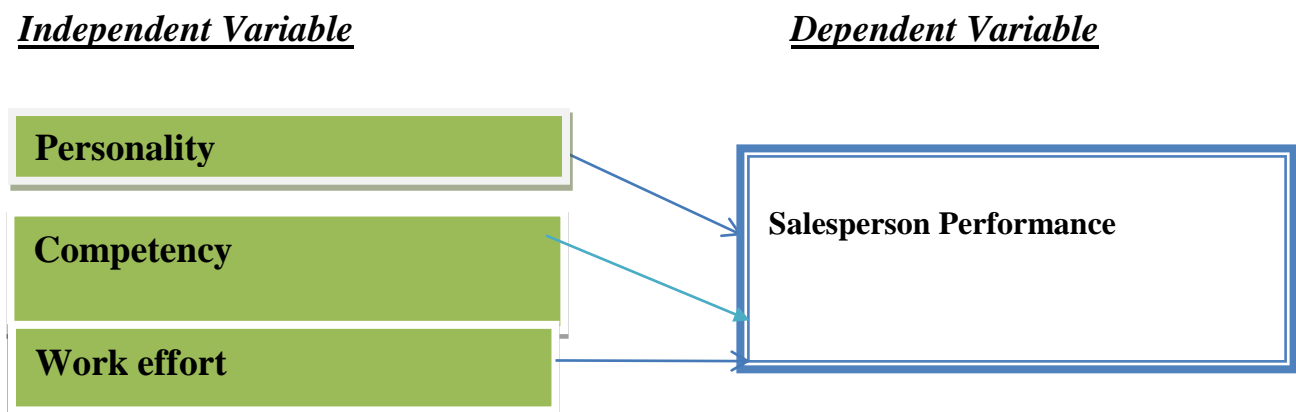 Independent Variable
Dependent Variable
Personality
Competency
Work effort
Salesperson Performance